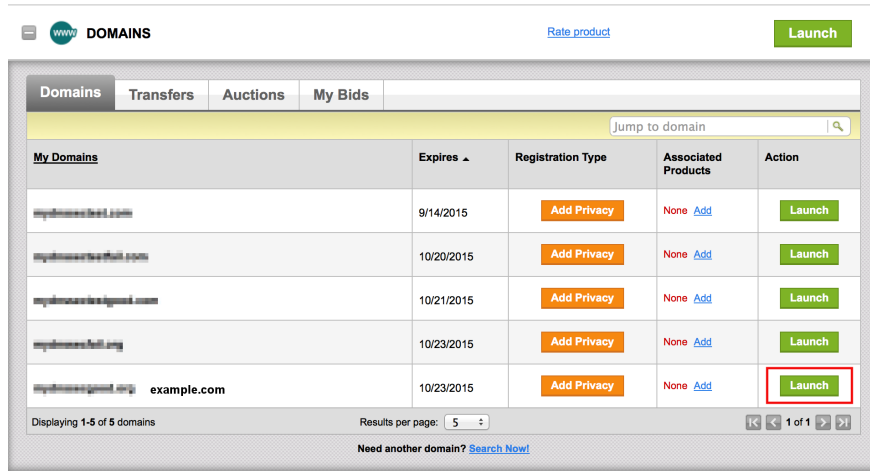 www DOMAINS Rate product Launch
Domains Transfers Auctions My Bids
Jump to domain
My Domains Expires Registration Type Associated Products Action
9/14/2015 Add Privacy None Add Launch
10/20/2015 Add Privacy None Add Launch
10/21/2015 Add Privacy None Add Launch
10/23/2015 Add Privacy None Add Launch
example.com 10/23/2015 Add Privacy None Add Launch
Displaying 1-5 of 5 domains Results per page: 5 1 of 1
Need another domain? Search Now!